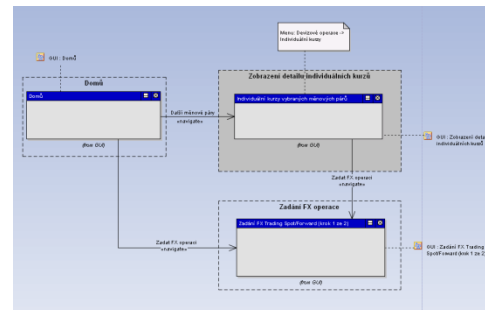 Menu: Devizové operace ->
Individuální kurzy
GUI : Domů
Domů
Domů
(from GUI)
Další měnové páry
«navigate»
Zobrazení detailu individuálních kurzů
Individuální kurzy vybraných měnových párů
(from GUI)
GUI : Zobrazení deta
individuálních kurzů
Zadat FX operaci
«navigate»
Zadat FX operaci
«navigate»
Zadání FX operace
Zadání FX Trading Spot/Forward (krok 1 ze 2)
(from GUI)
GUI : Zadání FX Trading
Spot/Forward (krok 1 ze 2)